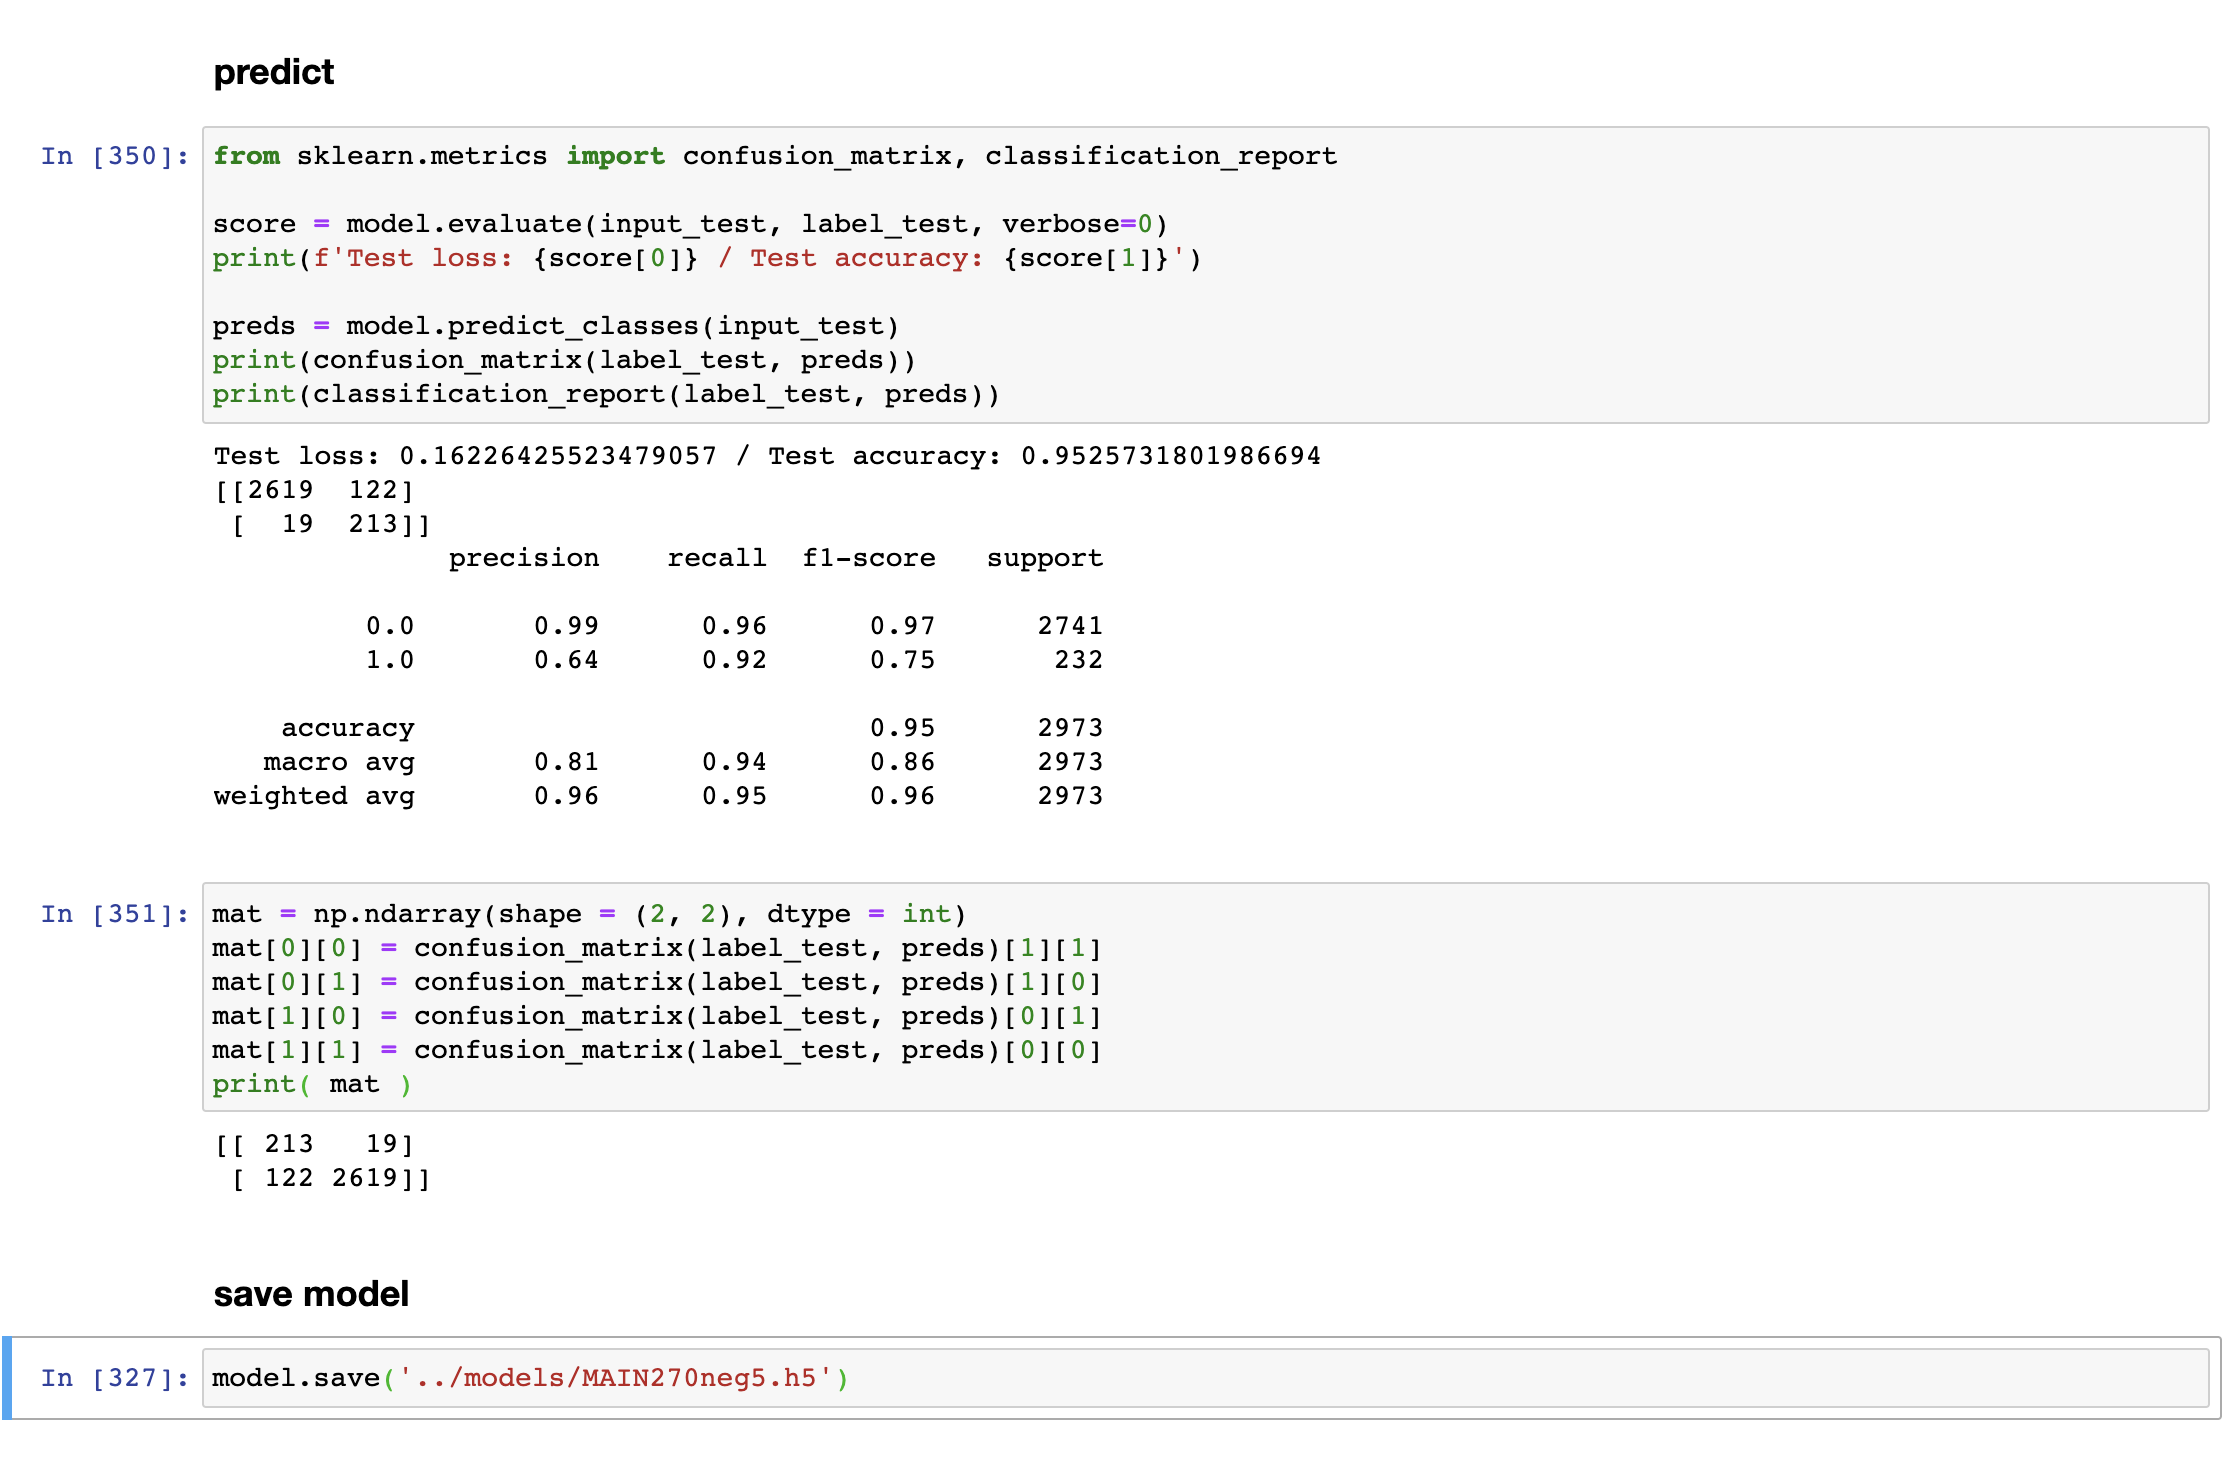 predict
In [350]: from sklearn.metrics import confusion_matrix, classification_report
score = model.evaluate(input_test, label_test, verbose=0)
print(f'Test loss: {score[0]} / Test accuracy: {score[1]}')
preds = model.predict_classes(input_test)
print(confusion_matrix(label_test, preds))
print(classification_report(label_test, preds))
Test loss: 0.16226425523479057 / Test accuracy: 0.9525731801986694
[[2619  122]
 [  19  213]]
              precision    recall  f1-score   support
         0.0       0.99      0.96      0.97      2741
         1.0       0.64      0.92      0.75       232
    accuracy                           0.95      2973
   macro avg       0.81      0.94      0.86      2973
weighted avg       0.96      0.95      0.96      2973
In [351]: mat = np.ndarray(shape = (2, 2), dtype = int)
mat[0][0] = confusion_matrix(label_test, preds)[1][1]
mat[0][1] = confusion_matrix(label_test, preds)[1][0]
mat[1][0] = confusion_matrix(label_test, preds)[0][1]
mat[1][1] = confusion_matrix(label_test, preds)[0][0]
print( mat )
[[ 213   19]
 [ 122 2619]]
save model
In [327]: model.save('../models/MAIN270neg5.h5')